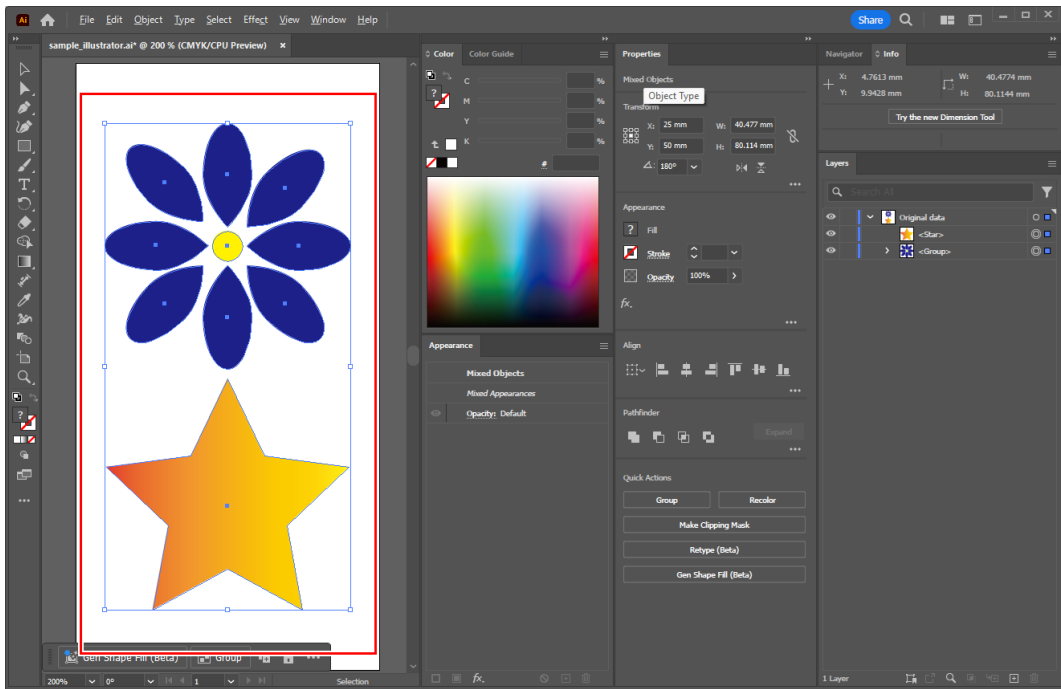 Ai File Edit Object Type Select Effect View Window Help Share
sample_illustrator.ai* @ 200 % (CMYK/CPU Preview) ×
Color Color Guide
C %
M %
Y %
K %
#
?
Appearance
Mixed Objects
Mixed Appearances
Opacity: Default
fx.
Properties
Mixed Objects
Object Type
Transform
X: 25 mm W: 40.477 mm
Y: 50 mm H: 80.114 mm
180°
Appearance
? Fill
Stroke
Opacity 100%
fx.
Align
Pathfinder
Expand
Quick Actions
Group Recolor
Make Clipping Mask
Retype (Beta)
Gen Shape Fill (Beta)
Navigator Info
X: 4.7613 mm W: 40.4774 mm
Y: 9.9428 mm H: 80.1144 mm
Try the new Dimension Tool
Layers
Search All
Original data
<Star>
<Group>
1 Layer
T
?
Gen Shape Fill (Beta) Group
200% 0° 1 Selection